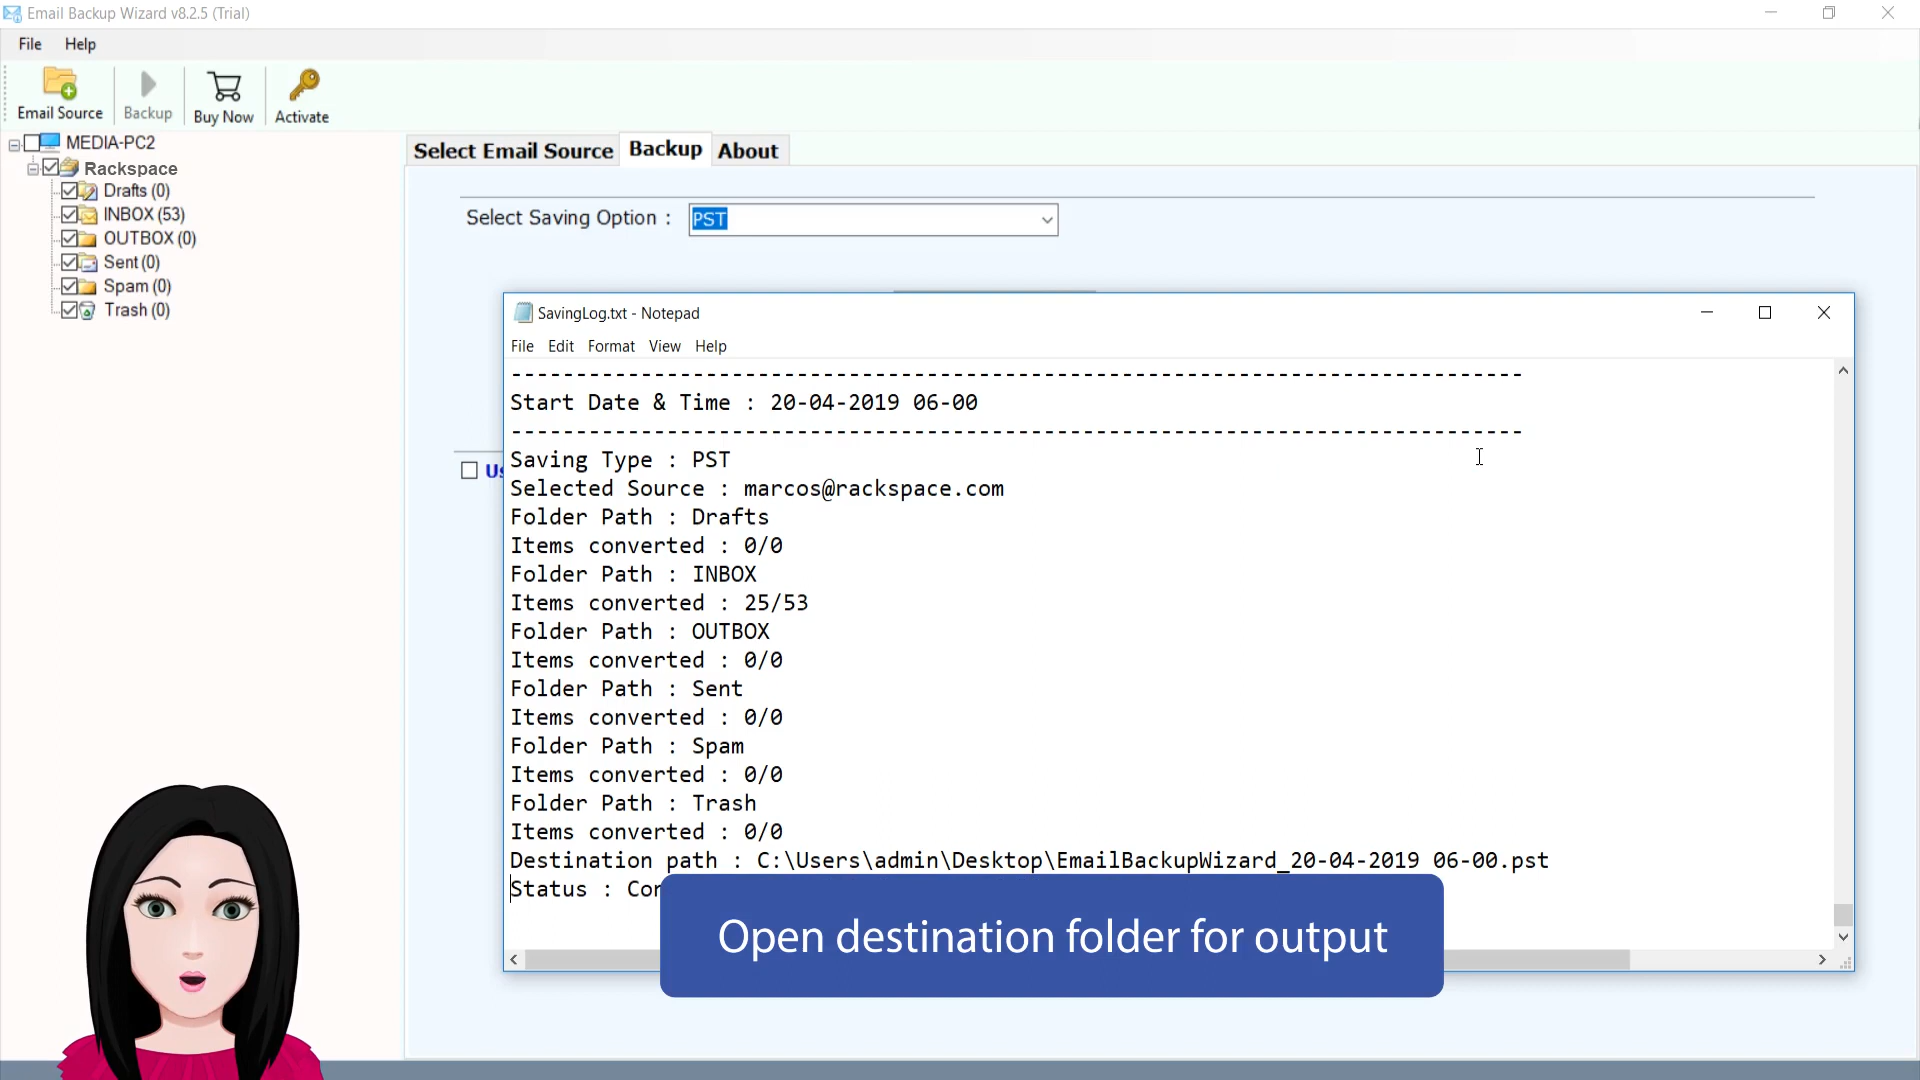 Email Backup Wizard v8.2.5 (Trial)
File Help
Email Source Backup Buy Now Activate
MEDIA-PC2
Rackspace
Drafts (0)
INBOX (53)
OUTBOX (0)
Sent (0)
Spam (0)
Trash (0)
Select Email Source Backup About
Select Saving Option : PST
SavingLog.txt - Notepad
File Edit Format View Help
------------------------------------------------------------------------------
Start Date & Time : 20-04-2019 06-00
------------------------------------------------------------------------------
Saving Type : PST
Selected Source : marcos@rackspace.com
Folder Path : Drafts
Items converted : 0/0
Folder Path : INBOX
Items converted : 25/53
Folder Path : OUTBOX
Items converted : 0/0
Folder Path : Sent
Items converted : 0/0
Folder Path : Spam
Items converted : 0/0
Folder Path : Trash
Items converted : 0/0
Destination path : C:\Users\admin\Desktop\EmailBackupWizard_20-04-2019 06-00.pst
Status :
Open destination folder for output